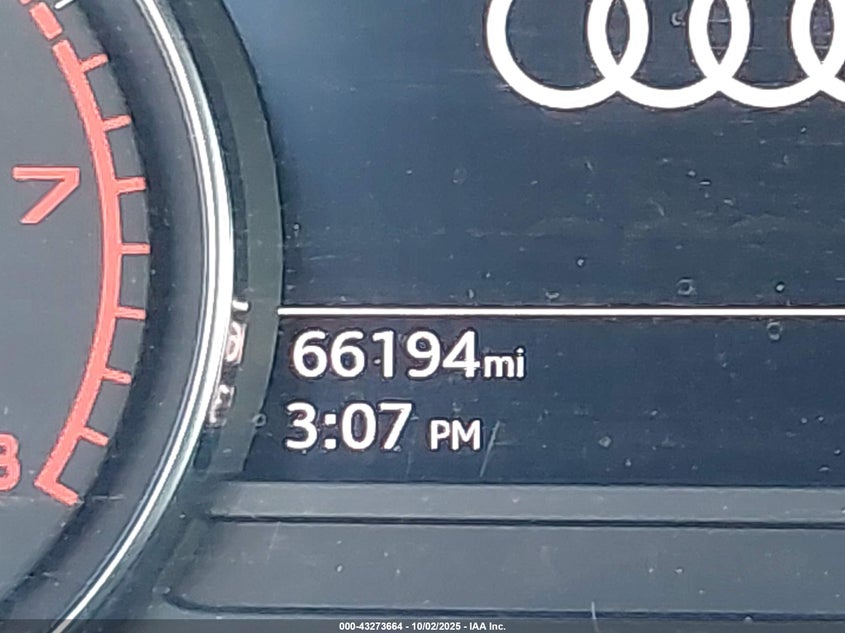 7
8
66194mi
3:07 PM
000-43273664 - 10/02/2025 - IAA Inc.